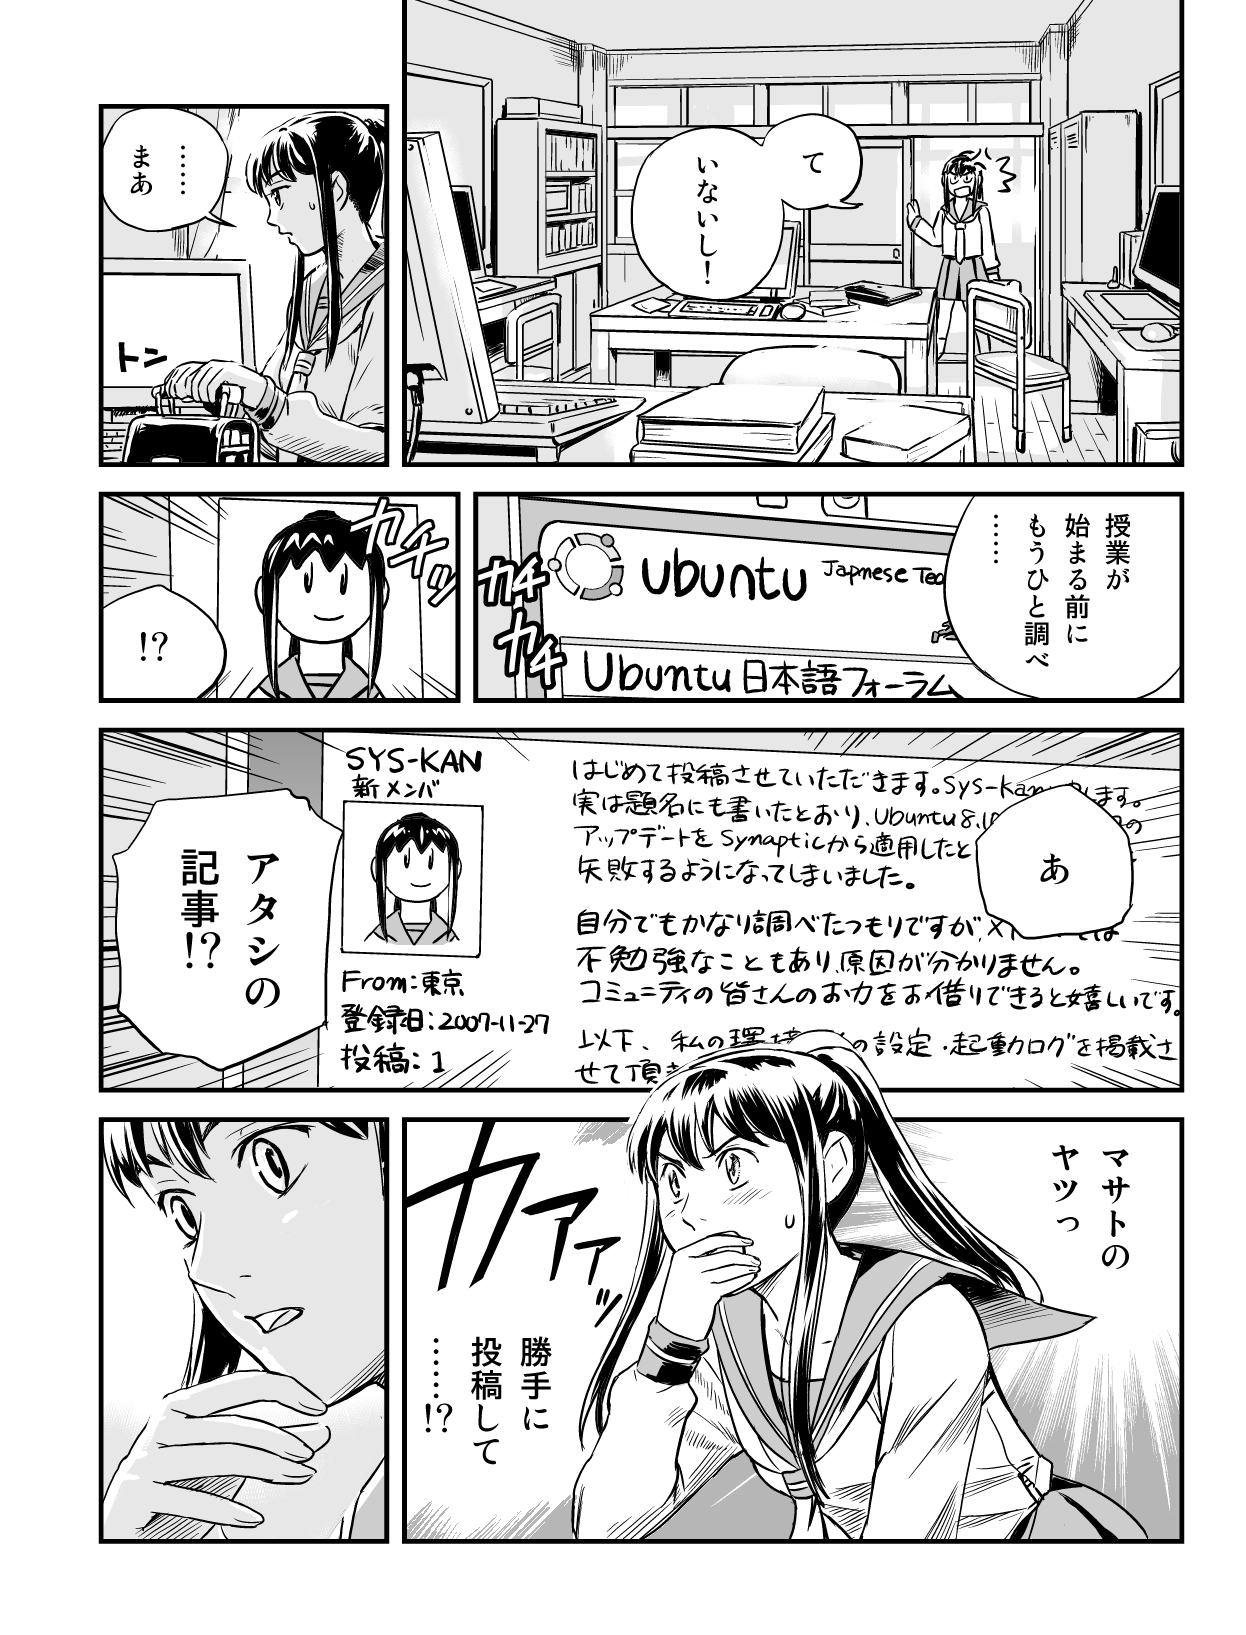 て
いないし!
……
まあ
トン
授業が
始まる前に
もうひと調べ
……
カチ
カチ
ubuntu Japnese Tea
Ubuntu 日本語フォーラム
カチッ
!?
SYS-KAN
新メンバ
From:東京
登録日:2007-11-27
投稿:1
はじめて投稿させていただきます。Sys-Kan ます。
実は題名にも書いたとおり、Ubuntu 8.10 の
アップデートをSynapticから適用したと
失敗するようになってしまいました。
自分でもかなり調べたつもりですが、X では
不勉強なこともあり、原因が分かりません。
コミュニティの皆さんのお力をお借りできると嬉しいです。
以下、私の環境 の設定・起動ログを掲載さ
せて頂
あ
アタシの
記事!?
マサトの
ヤツっ
カアアッ
勝手に
投稿して
……!?